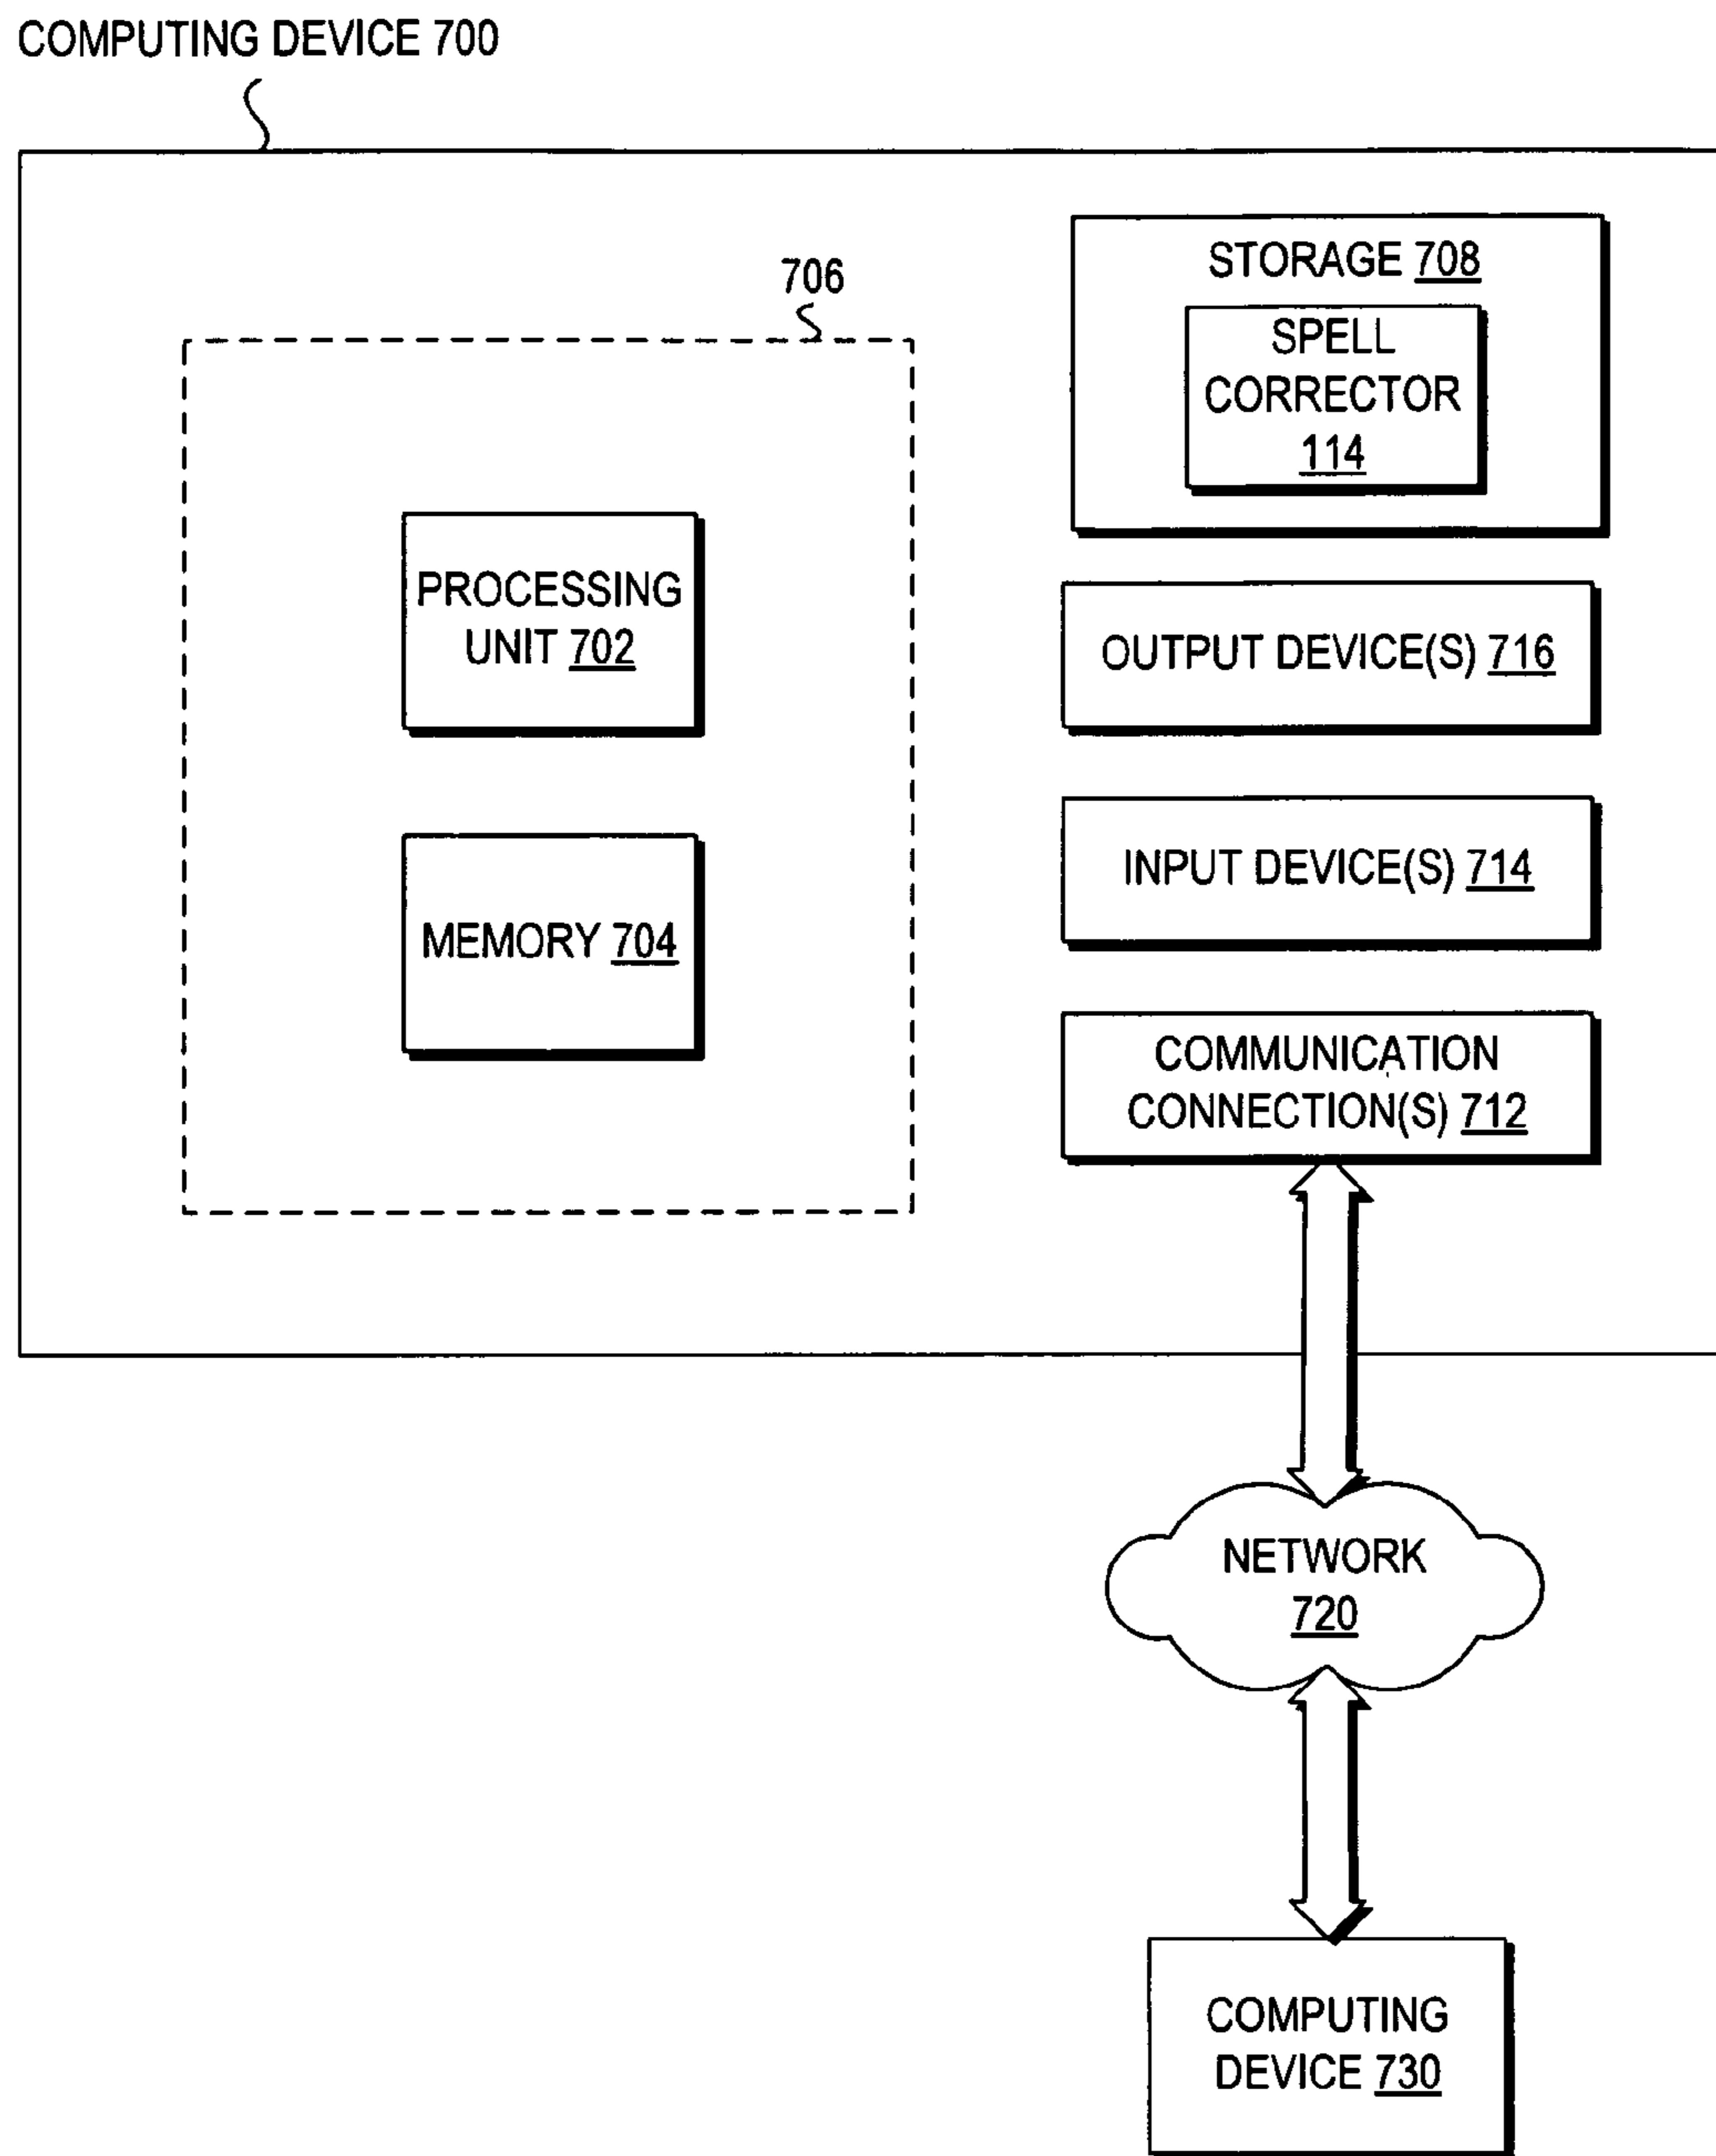 COMPUTING DEVICE 700
706
PROCESSING
UNIT 702
MEMORY 704
STORAGE 708
SPELL
CORRECTOR
114
OUTPUT DEVICE(S) 716
INPUT DEVICE(S) 714
COMMUNICATION
CONNECTION(S) 712
NETWORK
720
COMPUTING
DEVICE 730